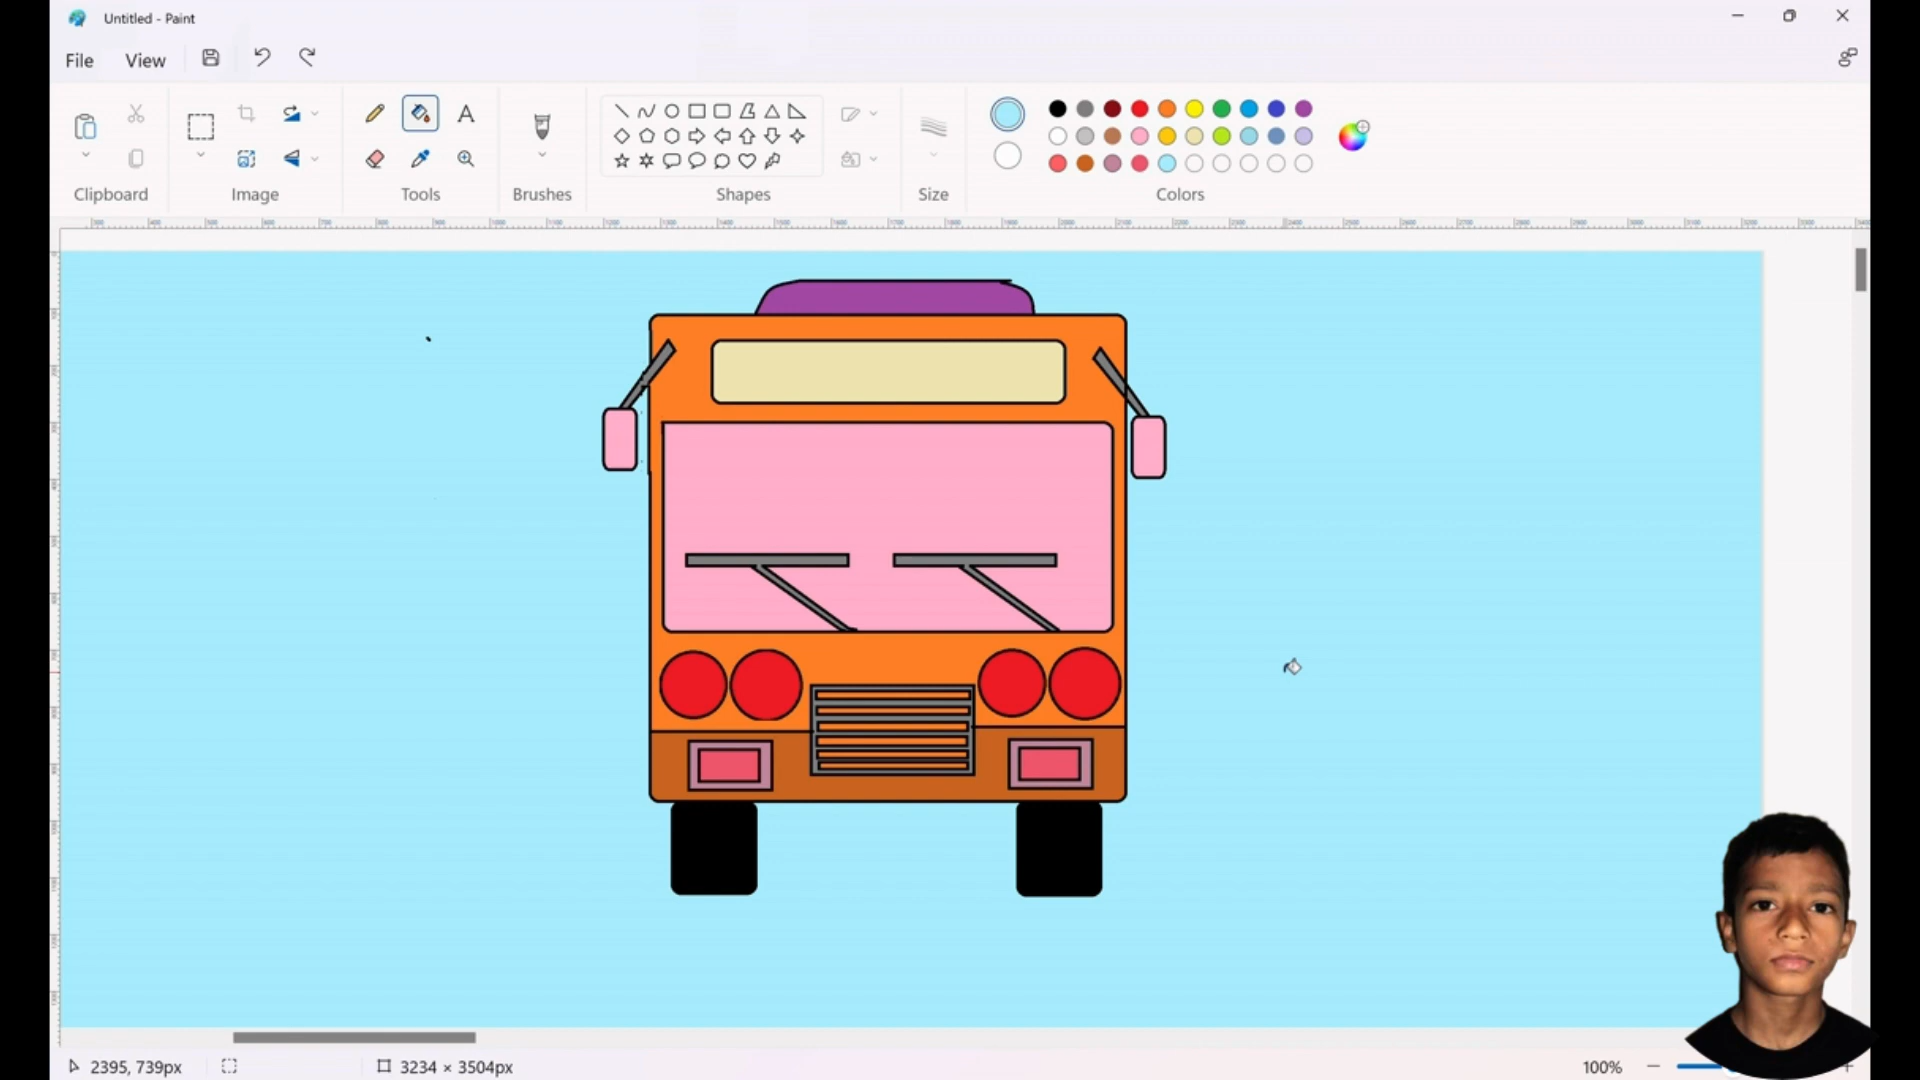 Untitled - Paint
File View
A
Clipboard Image Tools Brushes Shapes Size Colors
2395, 739px 3234 × 3504px 100%